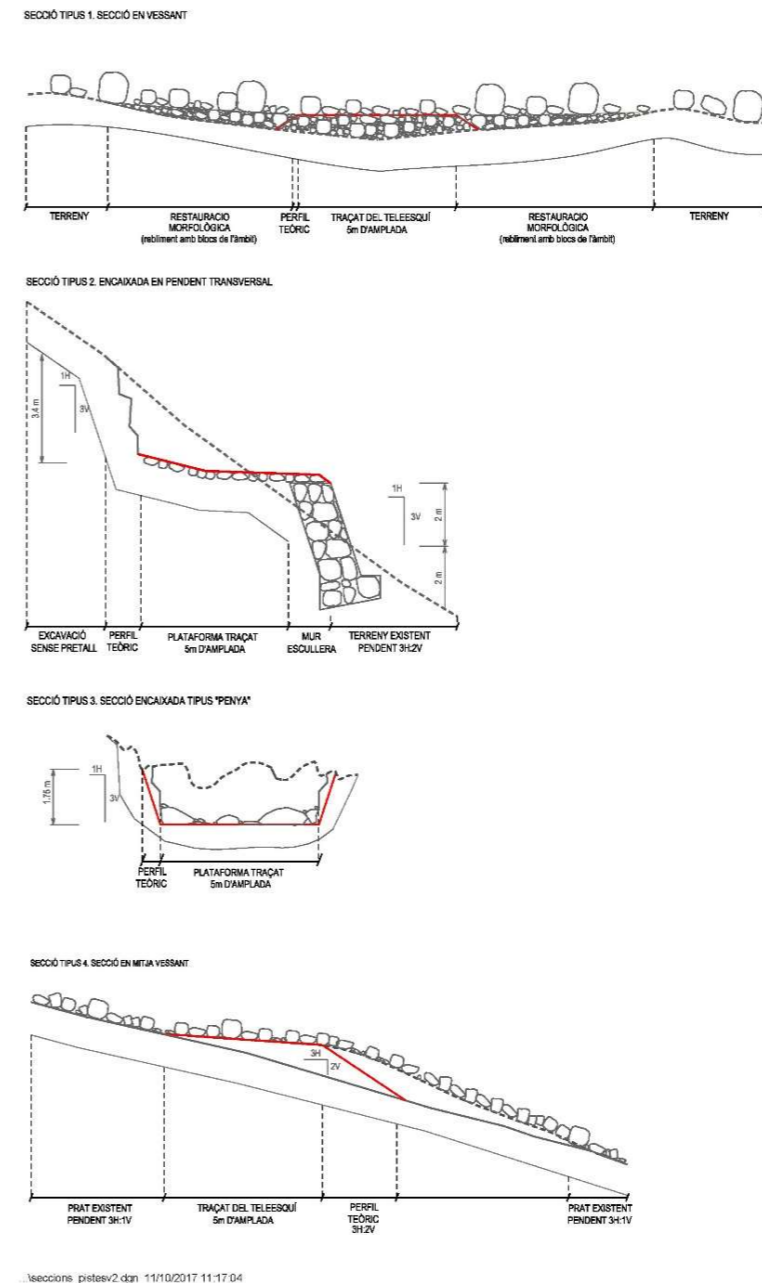 SECCIÓ TIPUS 1. SECCIÓ EN VESSANT
TERRENY
RESTAURACIO
MORFOLÒGICA
(rebliment amb blocs de l'àmbit)
PERFIL
TEÒRIC
TRAÇAT DEL TELEESQUÍ
5m D'AMPLADA
RESTAURACIO
MORFOLÒGICA
(rebliment amb blocs de l'àmbit)
TERRENY
SECCIÓ TIPUS 2. ENCAIXADA EN PENDENT TRANSVERSAL
3.4 m
1H
3V
1H
3V
2 m
2 m
EXCAVACIÓ
SENSE PRETALL
PERFIL
TEÒRIC
PLATAFORMA TRAÇAT
5m D'AMPLADA
MUR
ESCULLERA
TERRENY EXISTENT
PENDENT 3H:2V
SECCIÓ TIPUS 3. SECCIÓ ENCAIXADA TIPUS "PENYA"
1.75 m
1H
3V
PERFIL
TEÒRIC
PLATAFORMA TRAÇAT
5m D'AMPLADA
SECCIÓ TIPUS 4. SECCIÓ EN MITJA VESSANT
3H
2V
PRAT EXISTENT
PENDENT 3H:1V
TRAÇAT DEL TELEESQUÍ
5m D'AMPLADA
PERFIL
TEÒRIC
3H:2V
PRAT EXISTENT
PENDENT 3H:1V
..\seccions_pistesv2.dgn 11/10/2017 11:17:04